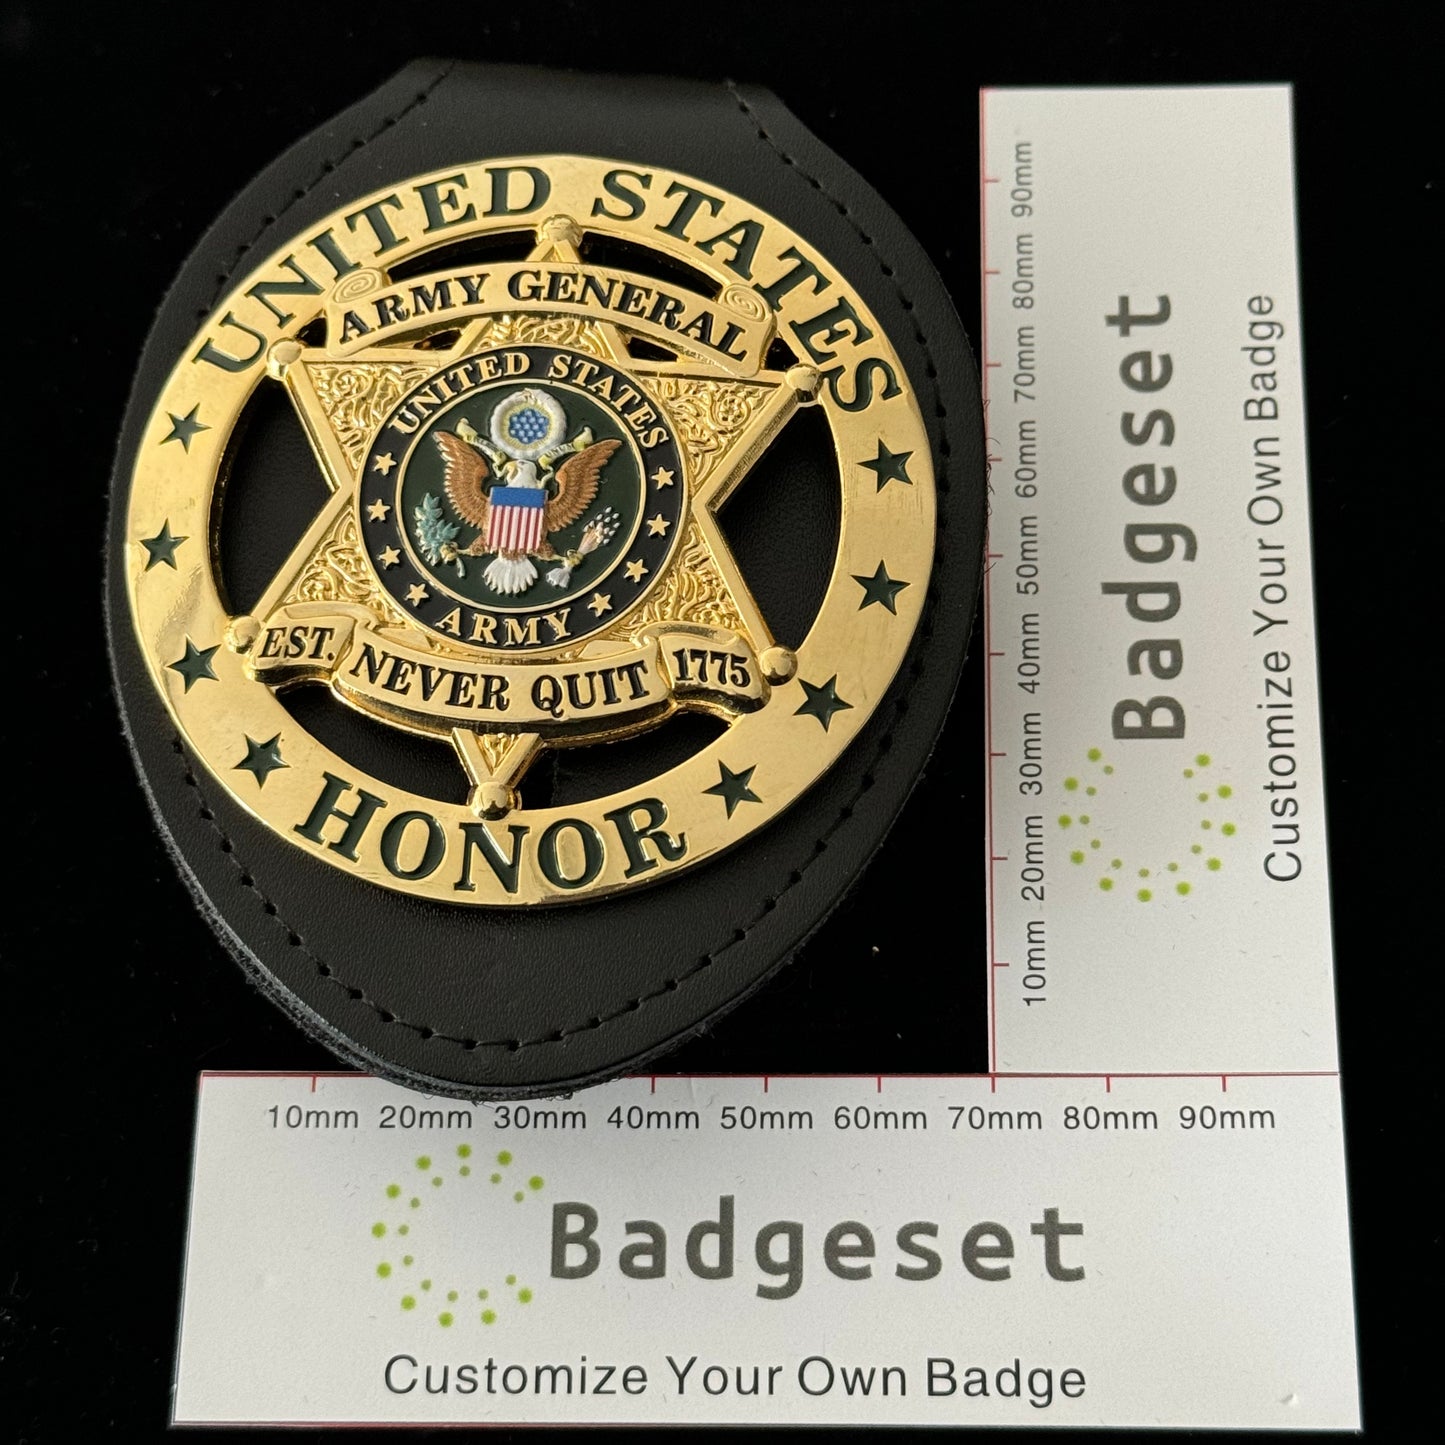 UNITED STATES
ARMY GENERAL
UNITED STATES
ARMY
EST. NEVER QUIT 1775
HONOR
90mm
80mm
70mm
60mm
50mm
40mm
30mm
20mm
10mm
Badgeset
Customize Your Own Badge
10mm 20mm 30mm 40mm 50mm 60mm 70mm 80mm 90mm
Badgeset
Customize Your Own Badge